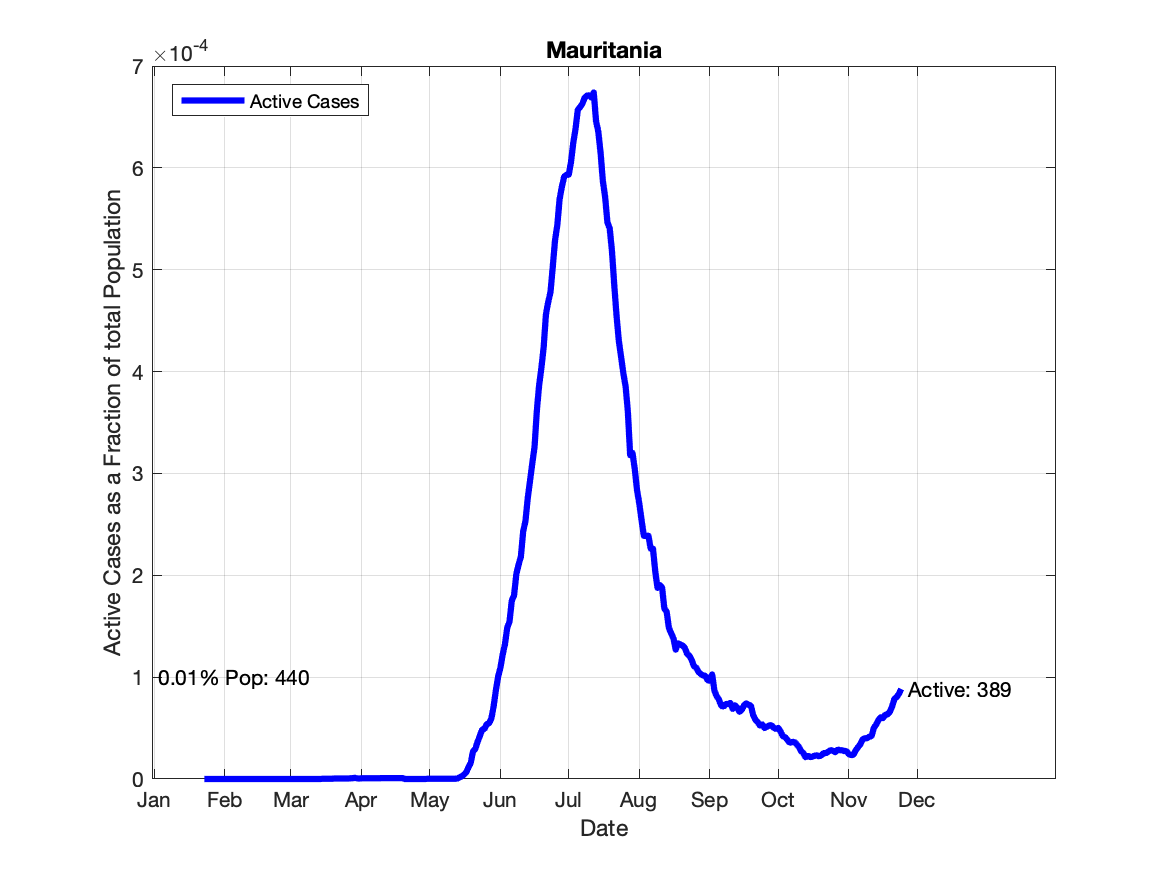 Mauritania
×10⁻⁴
7
6
5
4
3
2
1
0
Active Cases
Active Cases as a Fraction of total Population
0.01% Pop: 440
Active: 389
Jan Feb Mar Apr May Jun Jul Aug Sep Oct Nov Dec
Date